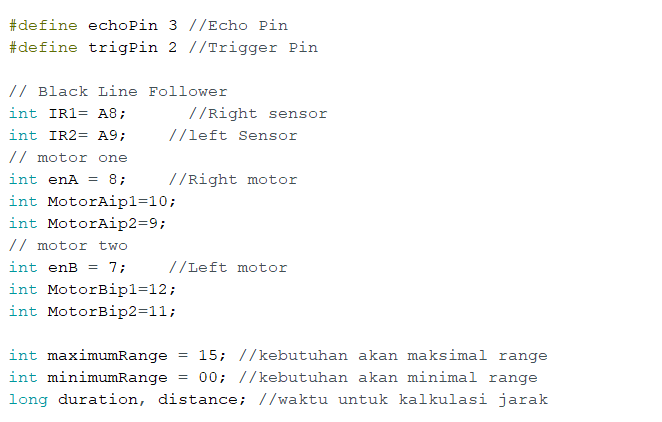 #define echoPin 3 //Echo Pin
#define trigPin 2 //Trigger Pin
// Black Line Follower
int IR1= A8;      //Right sensor
int IR2= A9;    //left Sensor
// motor one
int enA = 8;    //Right motor
int MotorAip1=10;
int MotorAip2=9;
// motor two
int enB = 7;    //Left motor
int MotorBip1=12;
int MotorBip2=11;
int maximumRange = 15; //kebutuhan akan maksimal range
int minimumRange = 00; //kebutuhan akan minimal range
long duration, distance; //waktu untuk kalkulasi jarak